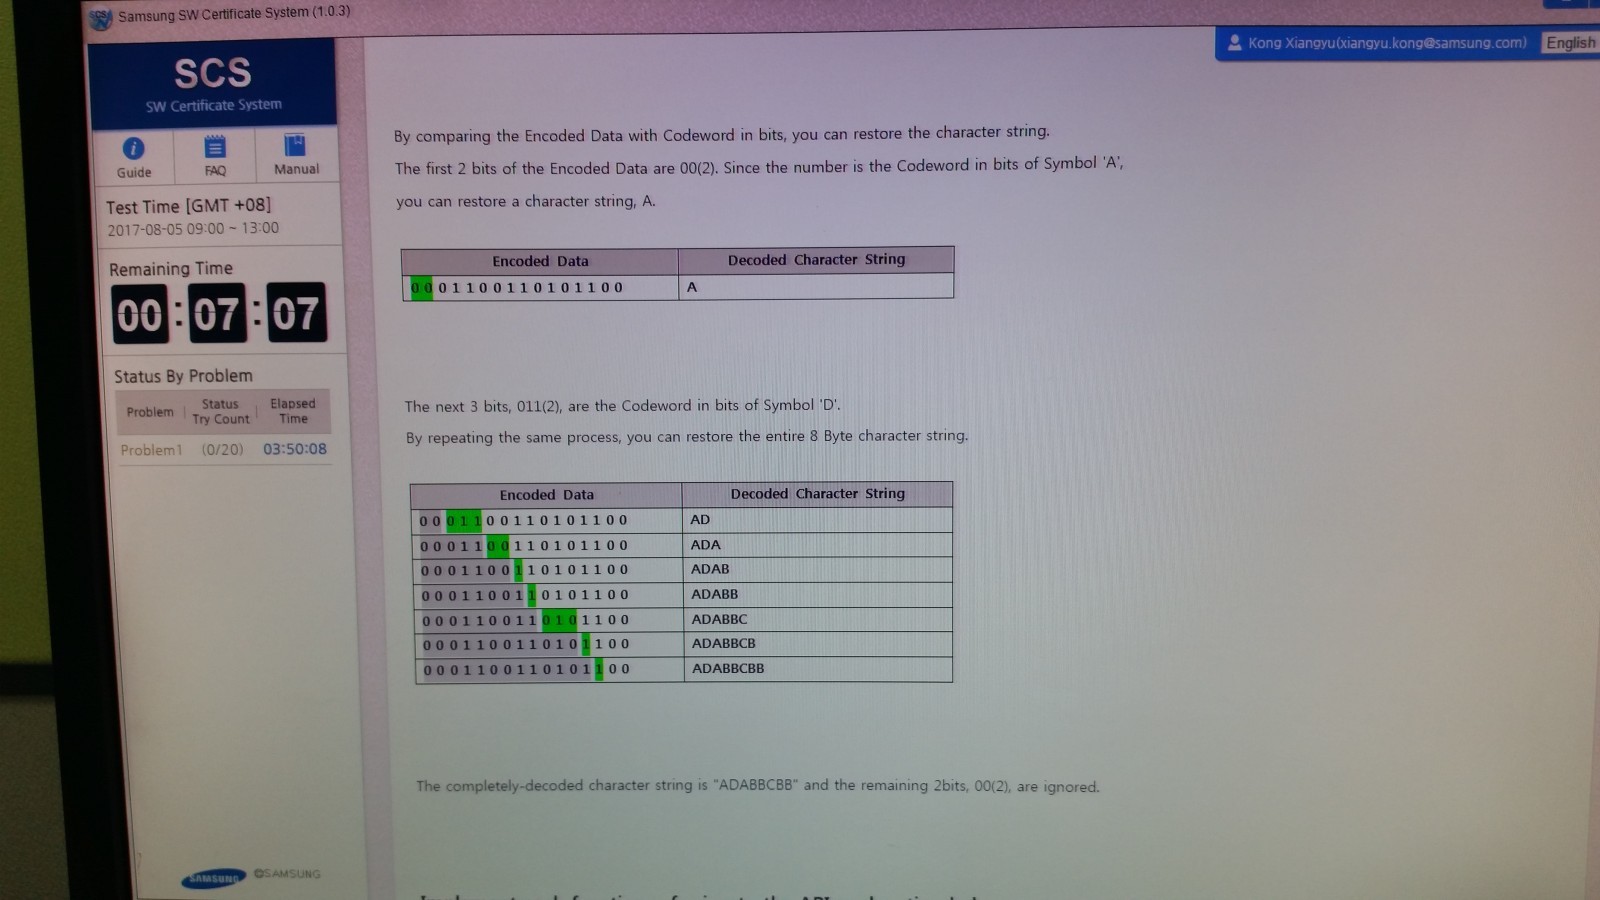 Samsung SW Certificate System (1.0.3)
Kong Xiangyu(xiangyu.kong@samsung.com)
English
SCS
SW Certificate System
Guide
FAQ
Manual
Test Time [GMT +08]
2017-08-05 09:00 ~ 13:00
Remaining Time
00 : 07 : 07
Status By Problem
Problem | Status Try Count | Elapsed Time
Problem1 (0/20) 03:50:08
By comparing the Encoded Data with Codeword in bits, you can restore the character string.
The first 2 bits of the Encoded Data are 00(2). Since the number is the Codeword in bits of Symbol 'A',
you can restore a character string, A.
Encoded Data Decoded Character String
0 0 0 1 1 0 0 1 1 0 1 0 1 1 0 0 A
The next 3 bits, 011(2), are the Codeword in bits of Symbol 'D'.
By repeating the same process, you can restore the entire 8 Byte character string.
Encoded Data Decoded Character String
0 0 0 1 1 0 0 1 1 0 1 0 1 1 0 0 AD
0 0 0 1 1 0 0 1 1 0 1 0 1 1 0 0 ADA
0 0 0 1 1 0 0 1 1 0 1 0 1 1 0 0 ADAB
0 0 0 1 1 0 0 1 1 0 1 0 1 1 0 0 ADABB
0 0 0 1 1 0 0 1 1 0 1 0 1 1 0 0 ADABBC
0 0 0 1 1 0 0 1 1 0 1 0 1 1 0 0 ADABBCB
0 0 0 1 1 0 0 1 1 0 1 0 1 1 0 0 ADABBCBB
The completely-decoded character string is "ADABBCBB" and the remaining 2bits, 00(2), are ignored.
SAMSUNG ©SAMSUNG